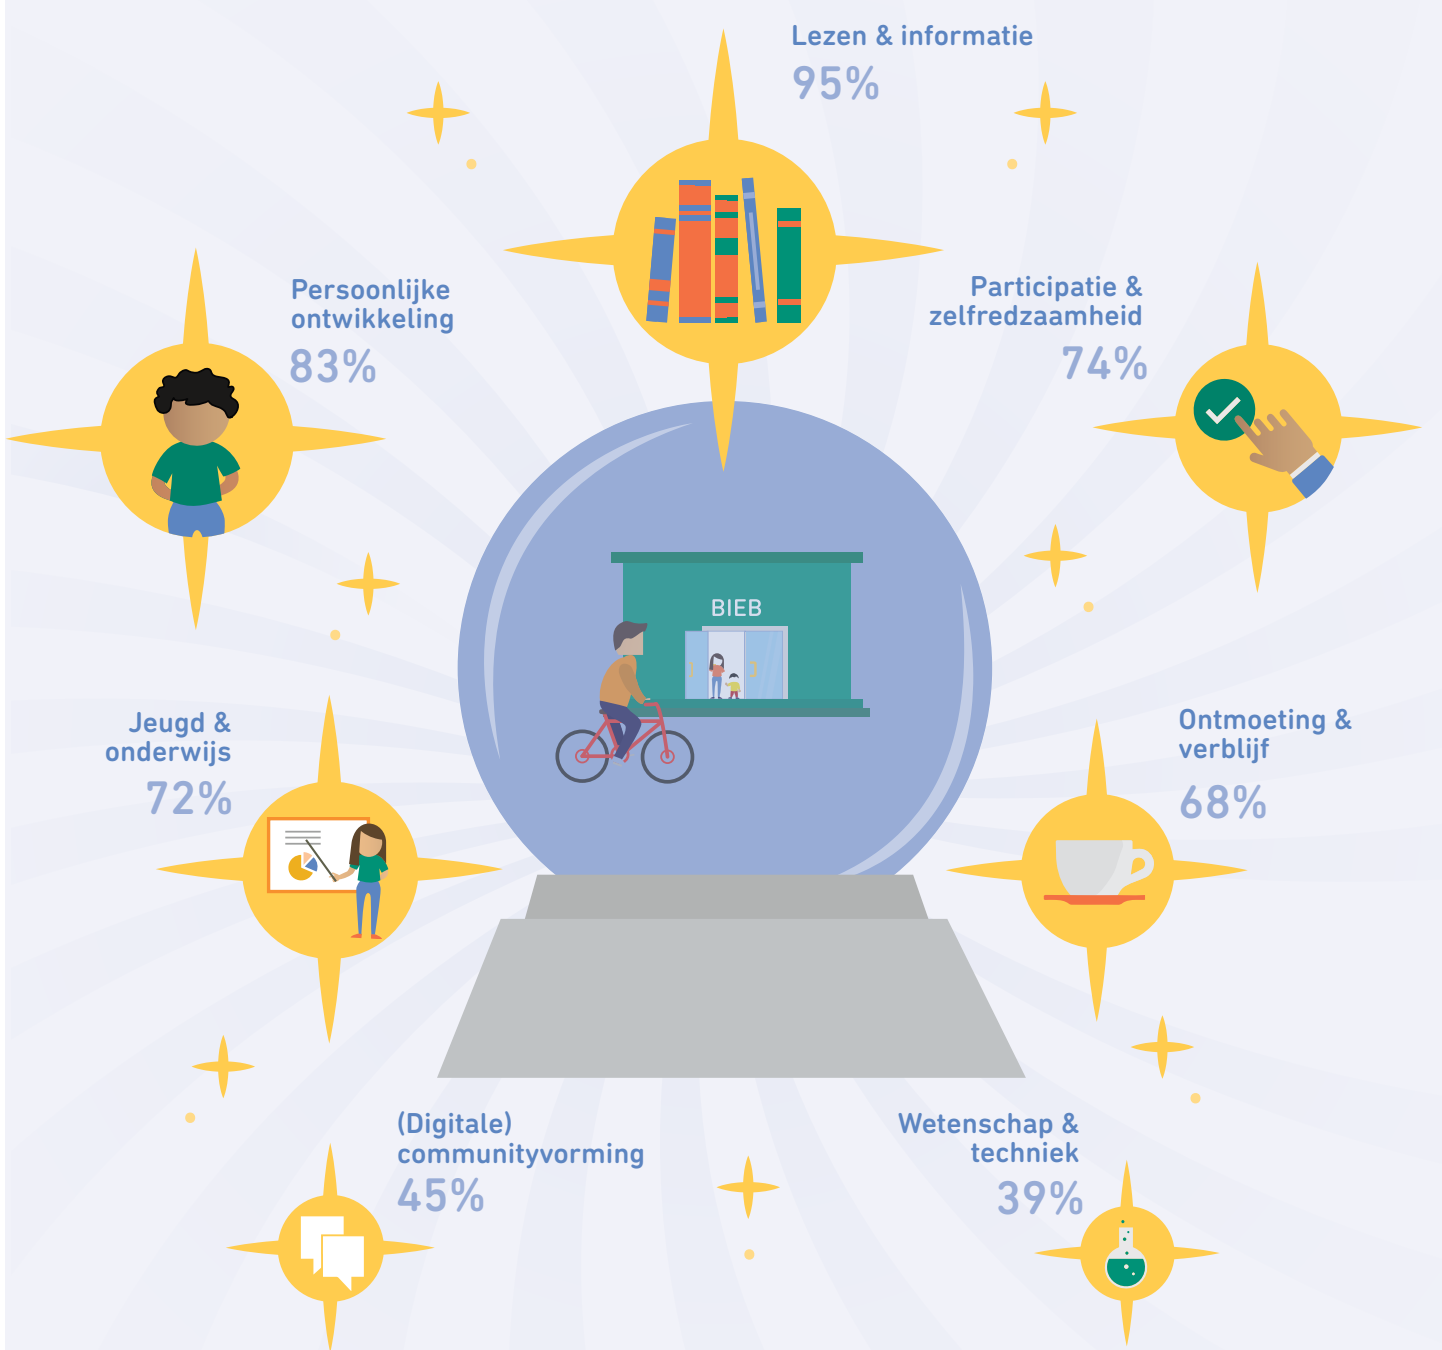 Lezen & informatie
95%
Persoonlijke
ontwikkeling
83%
Participatie &
zelfredzaamheid
74%
BIEB
Jeugd &
onderwijs
72%
Ontmoeting &
verblijf
68%
(Digitale)
communityvorming
45%
Wetenschap &
techniek
39%